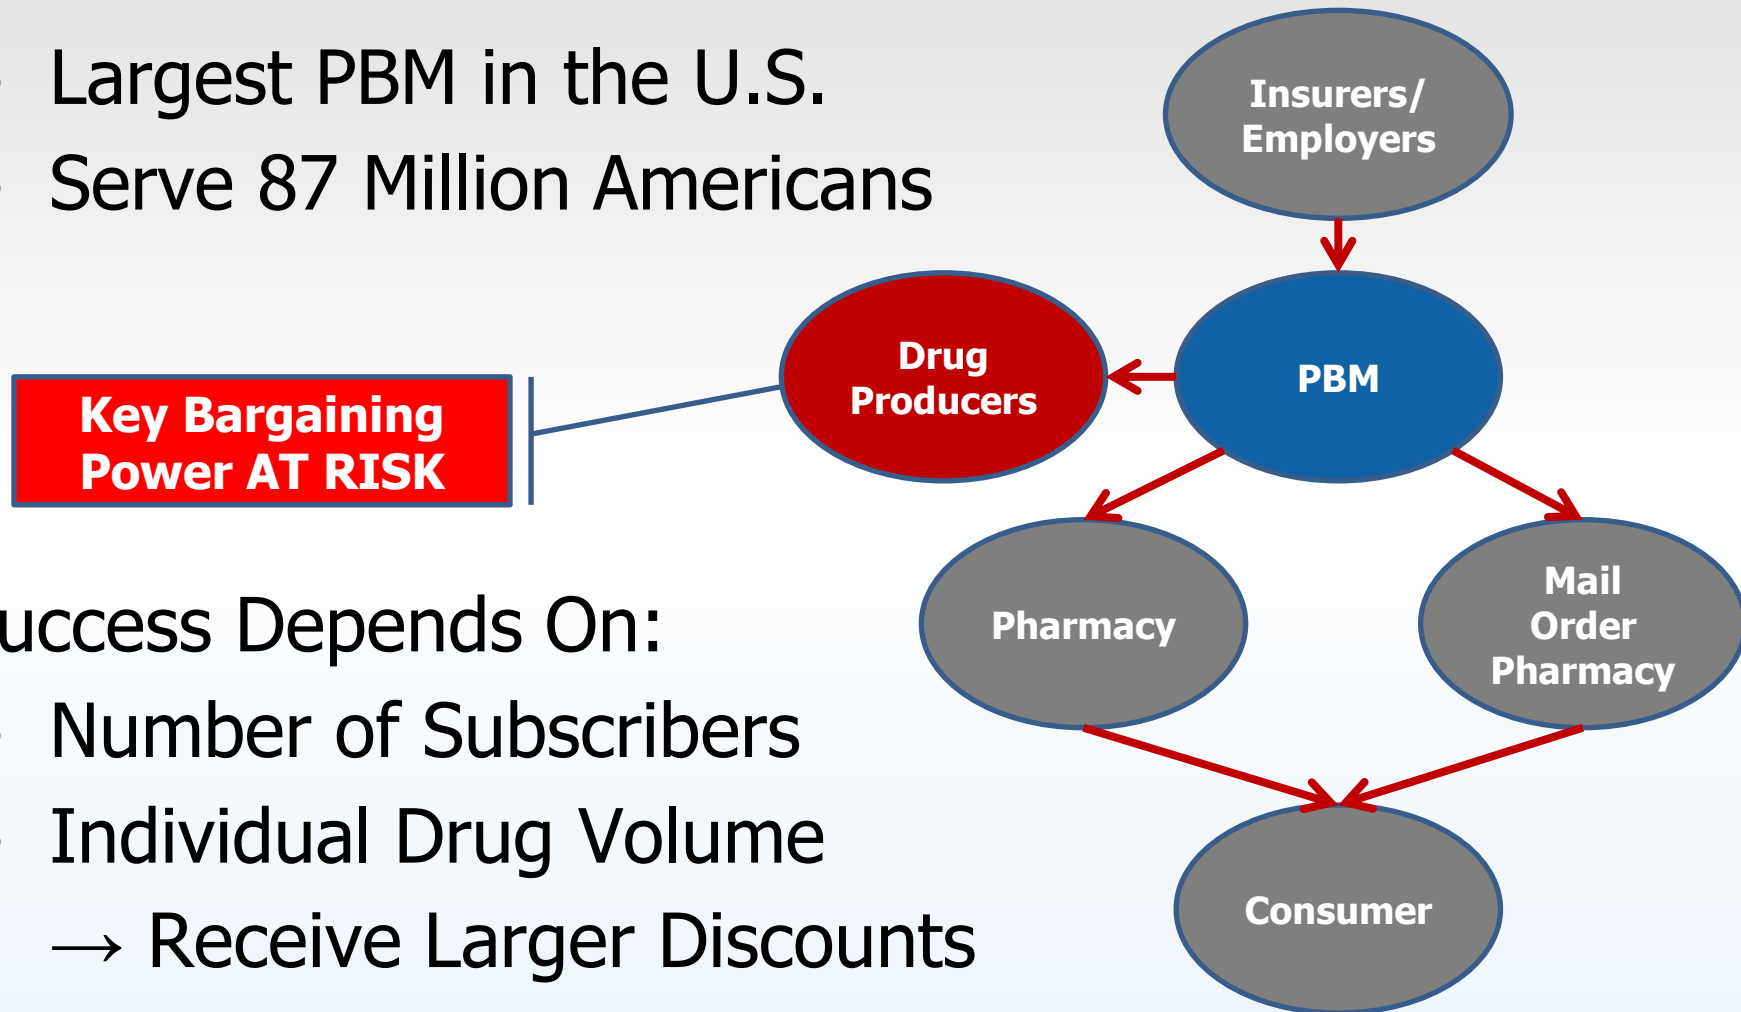 Largest PBM in the U.S.
Serve 87 Million Americans
Insurers/
Employers
Drug
Producers
PBM
Key Bargaining
Power AT RISK
Pharmacy
Mail
Order
Pharmacy
uccess Depends On:
Number of Subscribers
Individual Drug Volume
→ Receive Larger Discounts
Consumer